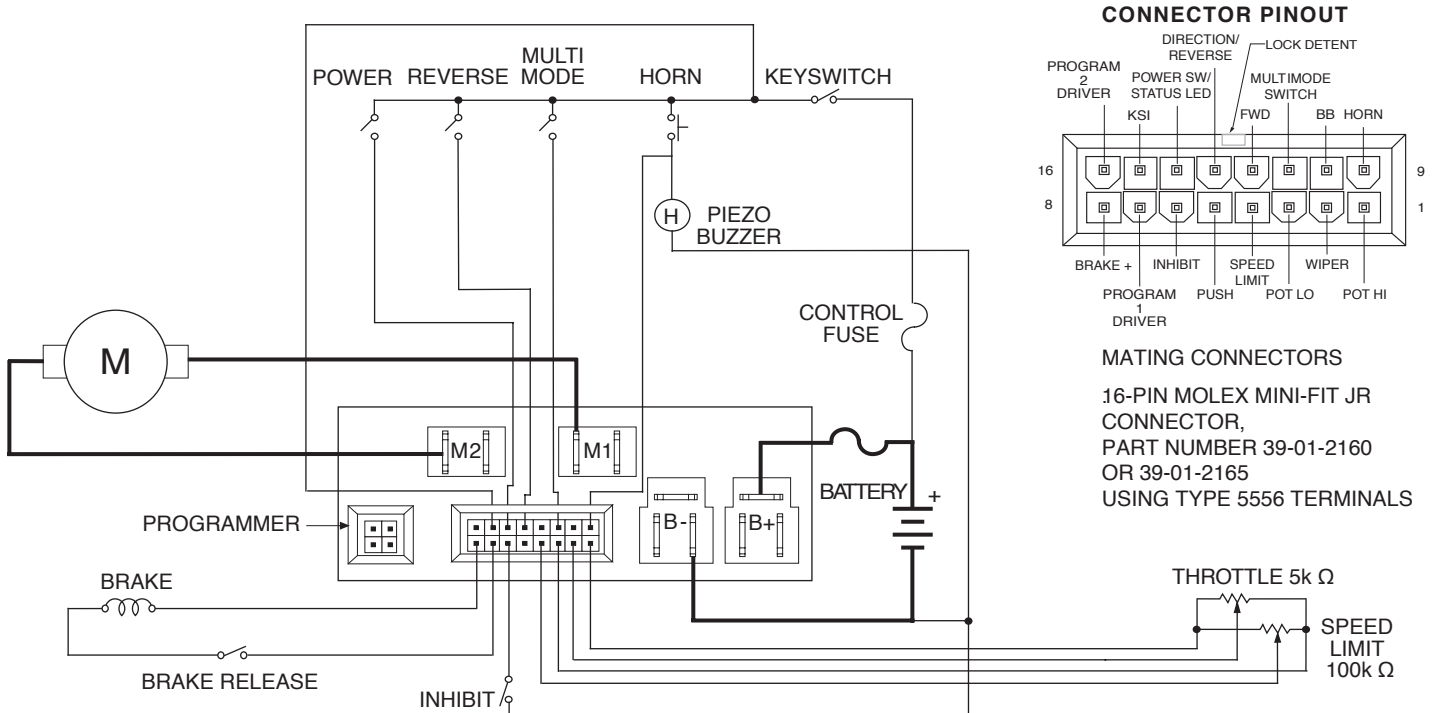 POWER
REVERSE
MULTI
MODE
HORN
KEYSWITCH
H
PIEZO
BUZZER
CONTROL
FUSE
M
M2
M1
BATTERY
+
B-
B+
PROGRAMMER
BRAKE
BRAKE RELEASE
INHIBIT
CONNECTOR PINOUT
DIRECTION/
REVERSE
LOCK DETENT
PROGRAM
2
DRIVER
POWER SW/
STATUS LED
MULTIMODE
SWITCH
KSI
FWD
BB
HORN
16
9
8
1
BRAKE +
INHIBIT
SPEED
LIMIT
WIPER
PROGRAM
1
DRIVER
PUSH
POT LO
POT HI
MATING CONNECTORS
16-PIN MOLEX MINI-FIT JR
CONNECTOR,
PART NUMBER 39-01-2160
OR 39-01-2165
USING TYPE 5556 TERMINALS
THROTTLE 5k Ω
SPEED
LIMIT
100k Ω